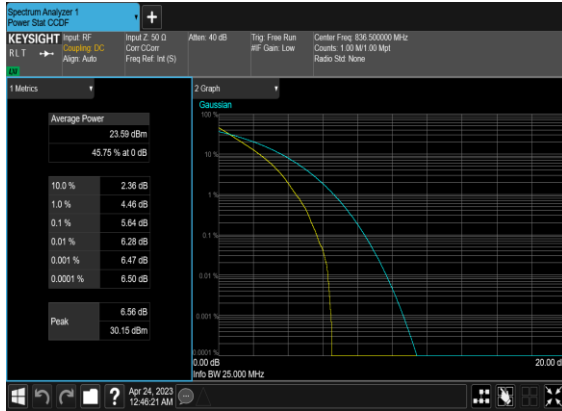 Spectrum Analyzer 1
Power Stat CCDF
+
KEYSIGHT
RLT
LU
Input: RF
Coupling: DC
Align: Auto
Input Z: 50 Ω
Corr CCorr
Freq Ref: Int (S)
Atten: 40 dB
Trig: Free Run
#IF Gain: Low
Center Freq: 836.500000 MHz
Counts: 1.00 M/1.00 Mpt
Radio Std: None
1 Metrics
Average Power
23.59 dBm
45.75 % at 0 dB
10.0 % 2.36 dB
1.0 % 4.46 dB
0.1 % 5.64 dB
0.01 % 6.28 dB
0.001 % 6.47 dB
0.0001 % 6.50 dB
Peak
6.56 dB
30.15 dBm
2 Graph
Gaussian
100 %
10 %
1 %
0.1 %
0.01 %
0.001 %
0.0001 %
0.00 dB
20.00 d
Info BW 25.000 MHz
?
Apr 24, 2023
12:46:21 AM